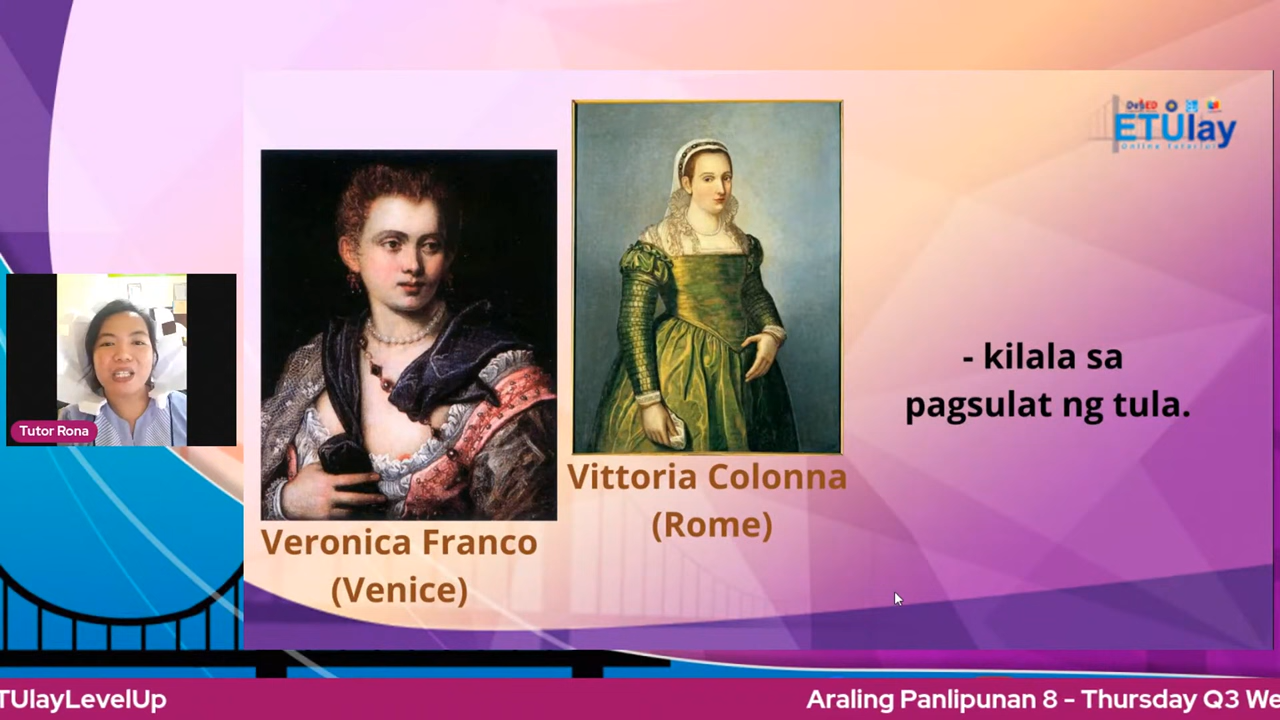 DepED
ETUlay
Online Tutorial
- kilala sa
pagsulat ng tula.
Tutor Rona
Vittoria Colonna
(Rome)
Veronica Franco
(Venice)
TUlayLevelUp
Araling Panlipunan 8 - Thursday Q3 We